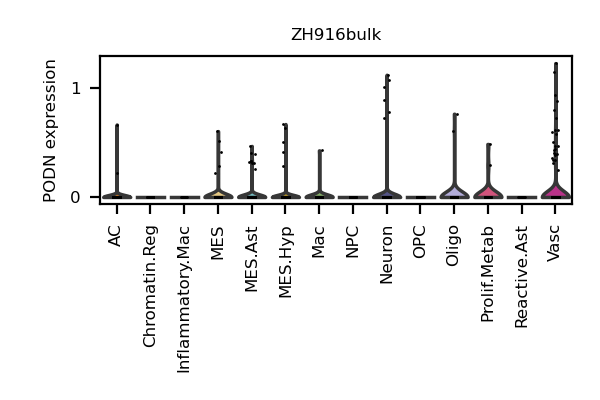 ZH916bulk
PODN expression
1
0
AC
Chromatin.Reg
Inflammatory.Mac
MES
MES.Ast
MES.Hyp
Mac
NPC
Neuron
OPC
Oligo
Prolif.Metab
Reactive.Ast
Vasc